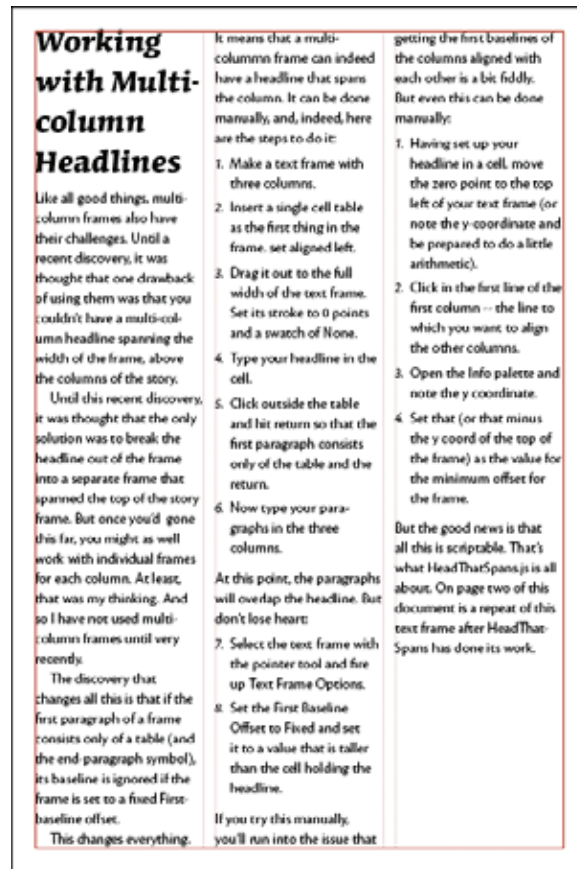 Working
with Multi-
column
Headlines
Like all good things, multi-
column frames also have
their challenges. Until a
recent discovery, it was
thought that one drawback
of using them was that you
couldn't have a multi-col-
umn headline spanning the
width of the frame, above
the columns of the story.
Until this recent discovery,
it was thought that the only
solution was to break the
headline out of the frame
into a separate frame that
spanned the top of the story
frame. But once you'd gone
this far, you might as well
work with individual frames
for each column. At least,
that was my thinking. And
so I have not used multi-
column frames until very
recently.
The discovery that
changes all this is that if the
first paragraph of a frame
consists only of a table (and
the end-paragraph symbol),
its baseline is ignored if the
frame is set to a fixed First-
baseline offset.
This changes everything.
It means that a multi-
colummn frame can indeed
have a headline that spans
the column. It can be done
manually, and, indeed, here
are the steps to do it:
1. Make a text frame with
three columns.
2. Insert a single cell table
as the first thing in the
frame. set aligned left.
3. Drag it out to the full
width of the text frame.
Set its stroke to 0 points
and a swatch of None.
4. Type your headline in the
cell.
5. Click outside the table
and hit return so that the
first paragraph consists
only of the table and the
return.
6. Now type your para-
graphs in the three
columns.
At this point, the paragraphs
will overlap the headline. But
don't lose heart:
7. Select the text frame with
the pointer tool and fire
up Text Frame Options.
8. Set the First Baseline
Offset to Fixed and set
it to a value that is taller
than the cell holding the
headline.
If you try this manually,
you'll run into the issue that
getting the first baselines of
the columns aligned with
each other is a bit fiddly.
But even this can be done
manually:
1. Having set up your
headline in a cell, move
the zero point to the top
left of your text frame (or
note the y-coordinate and
be prepared to do a little
arithmetic).
2. Click in the first line of the
first column -- the line to
which you want to align
the other columns.
3. Open the Info palette and
note the y coordinate.
4. Set that (or that minus
the y coord of the top of
the frame) as the value for
the minimum offset for
the frame.
But the good news is that
all this is scriptable. That's
what HeadThatSpans.js is all
about. On page two of this
document is a repeat of this
text frame after HeadThat-
Spans has done its work.